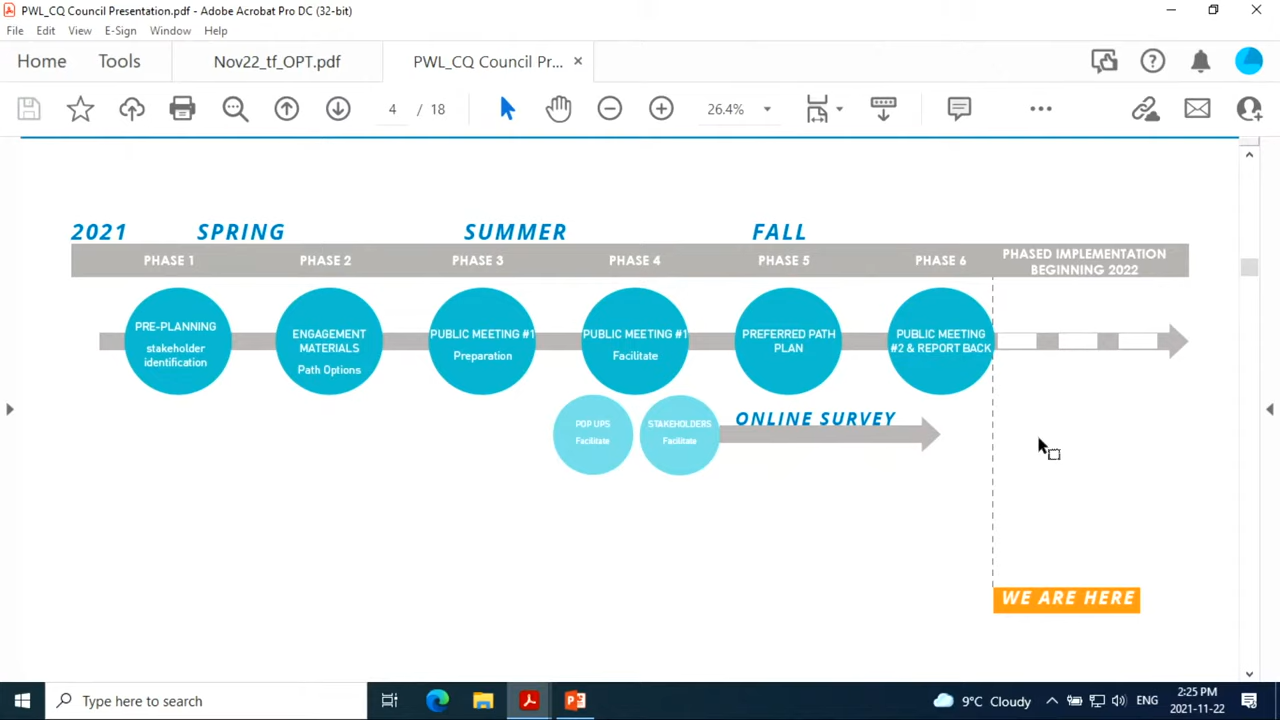 PWL_CQ Council Presentation.pdf - Adobe Acrobat Pro DC (32-bit)
File Edit View E-Sign Window Help
Home Tools Nov22_tf_OPT.pdf PWL_CQ Council Pr... ×
4 / 18 26.4%
2021 SPRING SUMMER FALL
PHASE 1 PHASE 2 PHASE 3 PHASE 4 PHASE 5 PHASE 6 PHASED IMPLEMENTATION
BEGINNING 2022
PRE-PLANNING
stakeholder
identification
ENGAGEMENT
MATERIALS
Path Options
PUBLIC MEETING #1
Preparation
PUBLIC MEETING #1
Facilitate
PREFERRED PATH
PLAN
PUBLIC MEETING
#2 & REPORT BACK
POP UPS
Facilitate
STAKEHOLDERS
Facilitate
ONLINE SURVEY
WE ARE HERE
Type here to search
9°C Cloudy
ENG
2:25 PM
2021-11-22